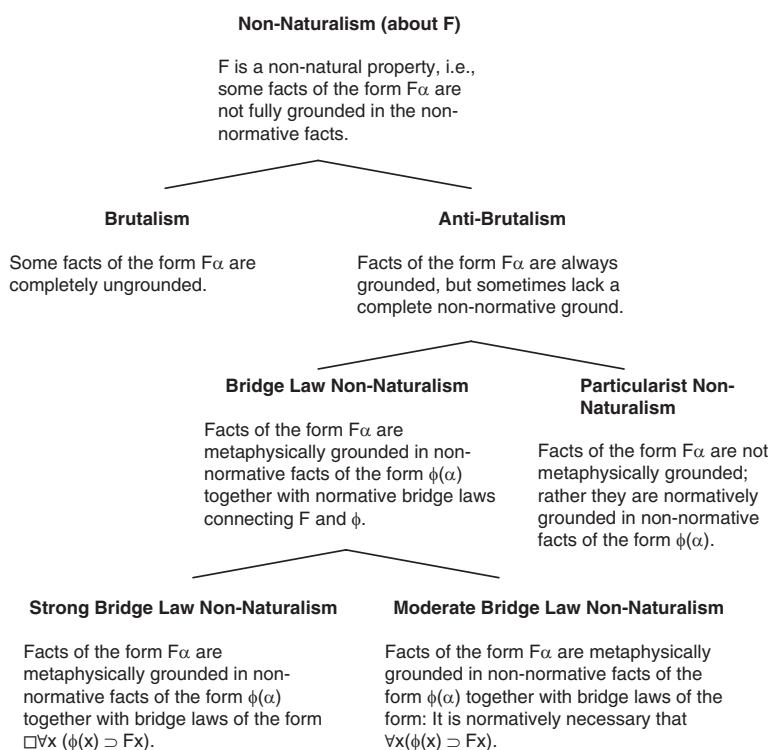 Non-Naturalism (about F)
F is a non-natural property, i.e.,
some facts of the form Fα are
not fully grounded in the non-
normative facts.
Brutalism
Some facts of the form Fα are
completely ungrounded.
Anti-Brutalism
Facts of the form Fα are always
grounded, but sometimes lack a
complete non-normative ground.
Bridge Law Non-Naturalism
Facts of the form Fα are
metaphysically grounded in non-
normative facts of the form ϕ(α)
together with normative bridge laws
connecting F and ϕ.
Particularist Non-
Naturalism
Facts of the form Fα are not
metaphysically grounded;
rather they are normatively
grounded in non-normative
facts of the form ϕ(α).
Strong Bridge Law Non-Naturalism
Facts of the form Fα are
metaphysically grounded in non-
normative facts of the form ϕ(α)
together with bridge laws of the form
□∀x (ϕ(x) ⊃ Fx).
Moderate Bridge Law Non-Naturalism
Facts of the form Fα are metaphysically
grounded in non-normative facts of the
form ϕ(α) together with bridge laws of the
form: It is normatively necessary that
∀x(ϕ(x) ⊃ Fx).